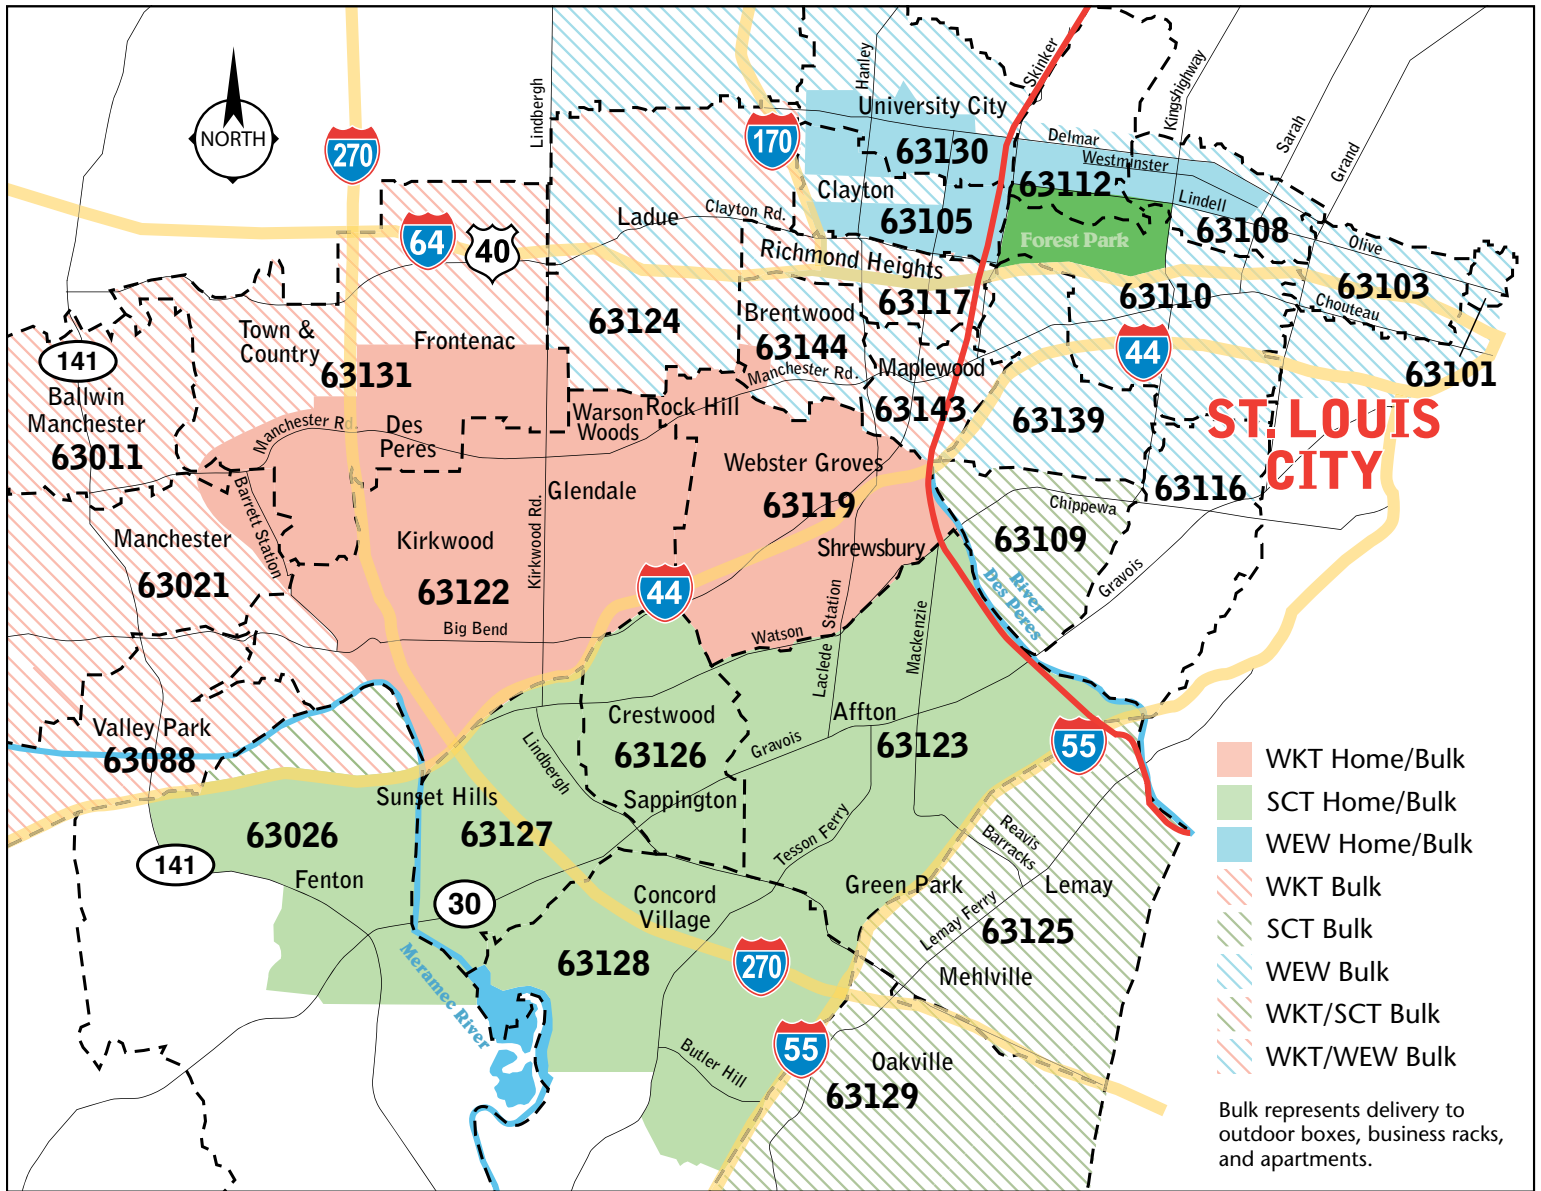 NORTH
270
Lindbergh
170
Hanley
University City
Skinker
Kingshighway
Sarah
Grand
63130
Delmar
Westminster
63112
Clayton
63105
Lindell
63108
Forest Park
Olive
63103
Chouteau
63101
64
40
Ladue
Clayton Rd.
Richmond Heights
63117
63110
44
63124
Brentwood
63144
Manchester Rd.
Maplewood
63143
63139
ST. LOUIS
CITY
63116
141
Ballwin
Manchester
63011
Town &
Country
63131
Frontenac
Manchester Rd.
Des
Peres
Warson
Woods
Rock Hill
Webster Groves
63119
Glendale
Barrett Station
Kirkwood Rd.
Manchester
63021
Kirkwood
63122
Big Bend
44
Shrewsbury
Chippewa
63109
River
Des Peres
Gravois
Watson
Laclede Station
Mackenzie
Valley Park
63088
Crestwood
63126
Affton
63123
Gravois
55
Lindbergh
Sappington
Sunset Hills
63127
63026
141
Fenton
30
Concord
Village
63128
Tesson Ferry
Reavis
Barracks
Green Park
Lemay
Lemay Ferry
63125
Mehlville
270
Meramec River
55
Butler Hill
Oakville
63129
WKT Home/Bulk
SCT Home/Bulk
WEW Home/Bulk
WKT Bulk
SCT Bulk
WEW Bulk
WKT/SCT Bulk
WKT/WEW Bulk
Bulk represents delivery to
outdoor boxes, business racks,
and apartments.